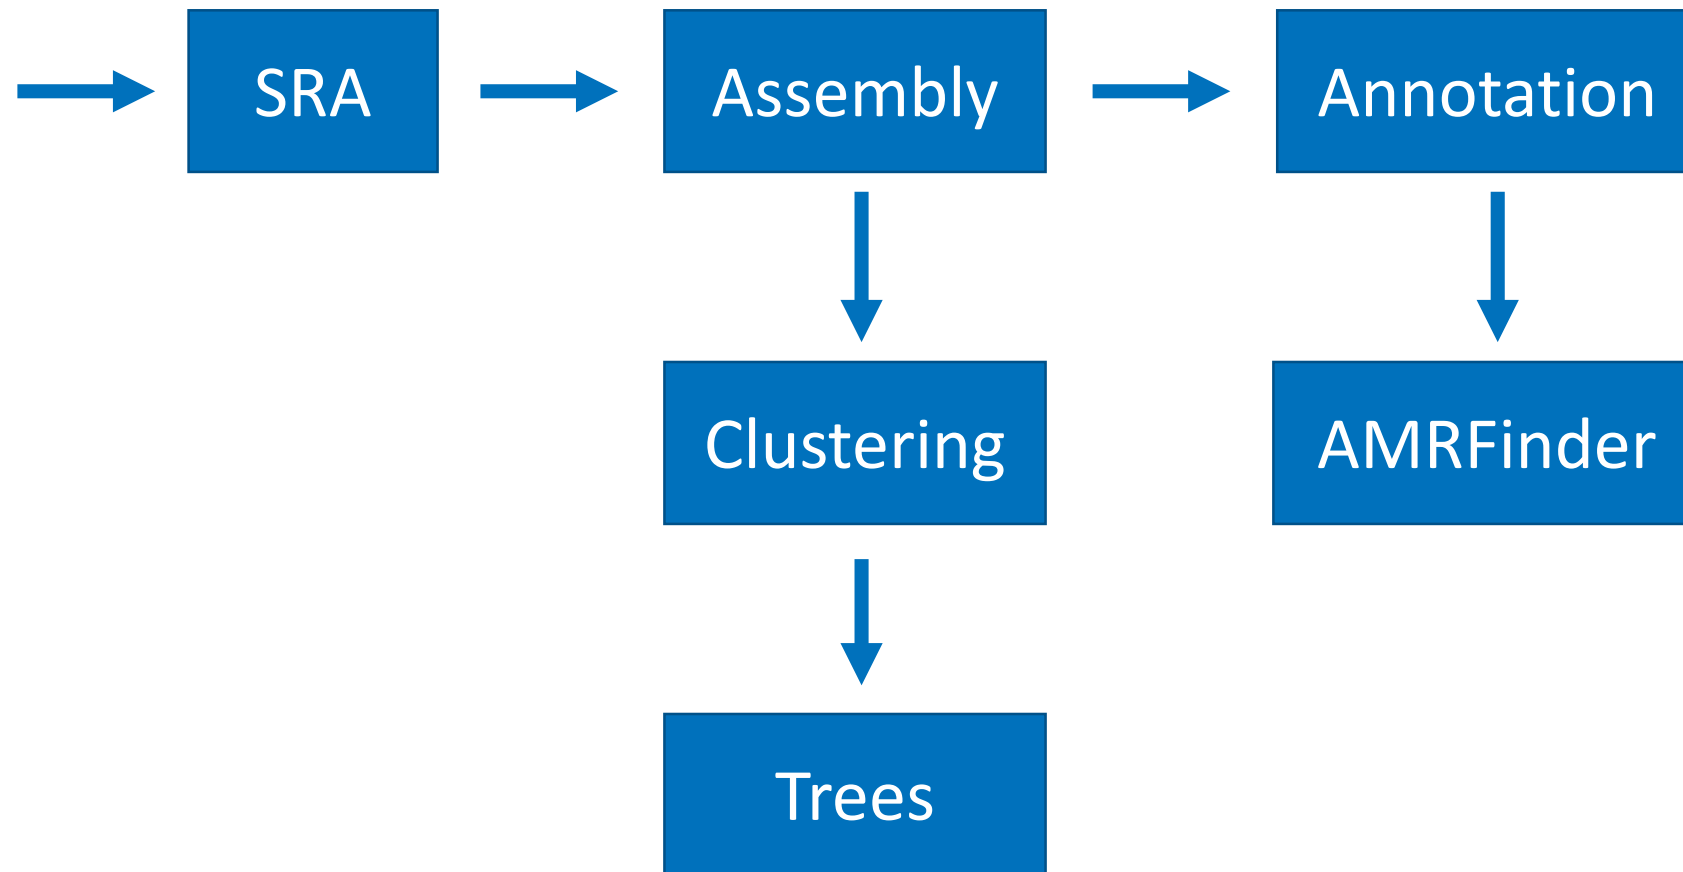 SRA
Assembly
Annotation
Clustering
AMRFinder
Trees